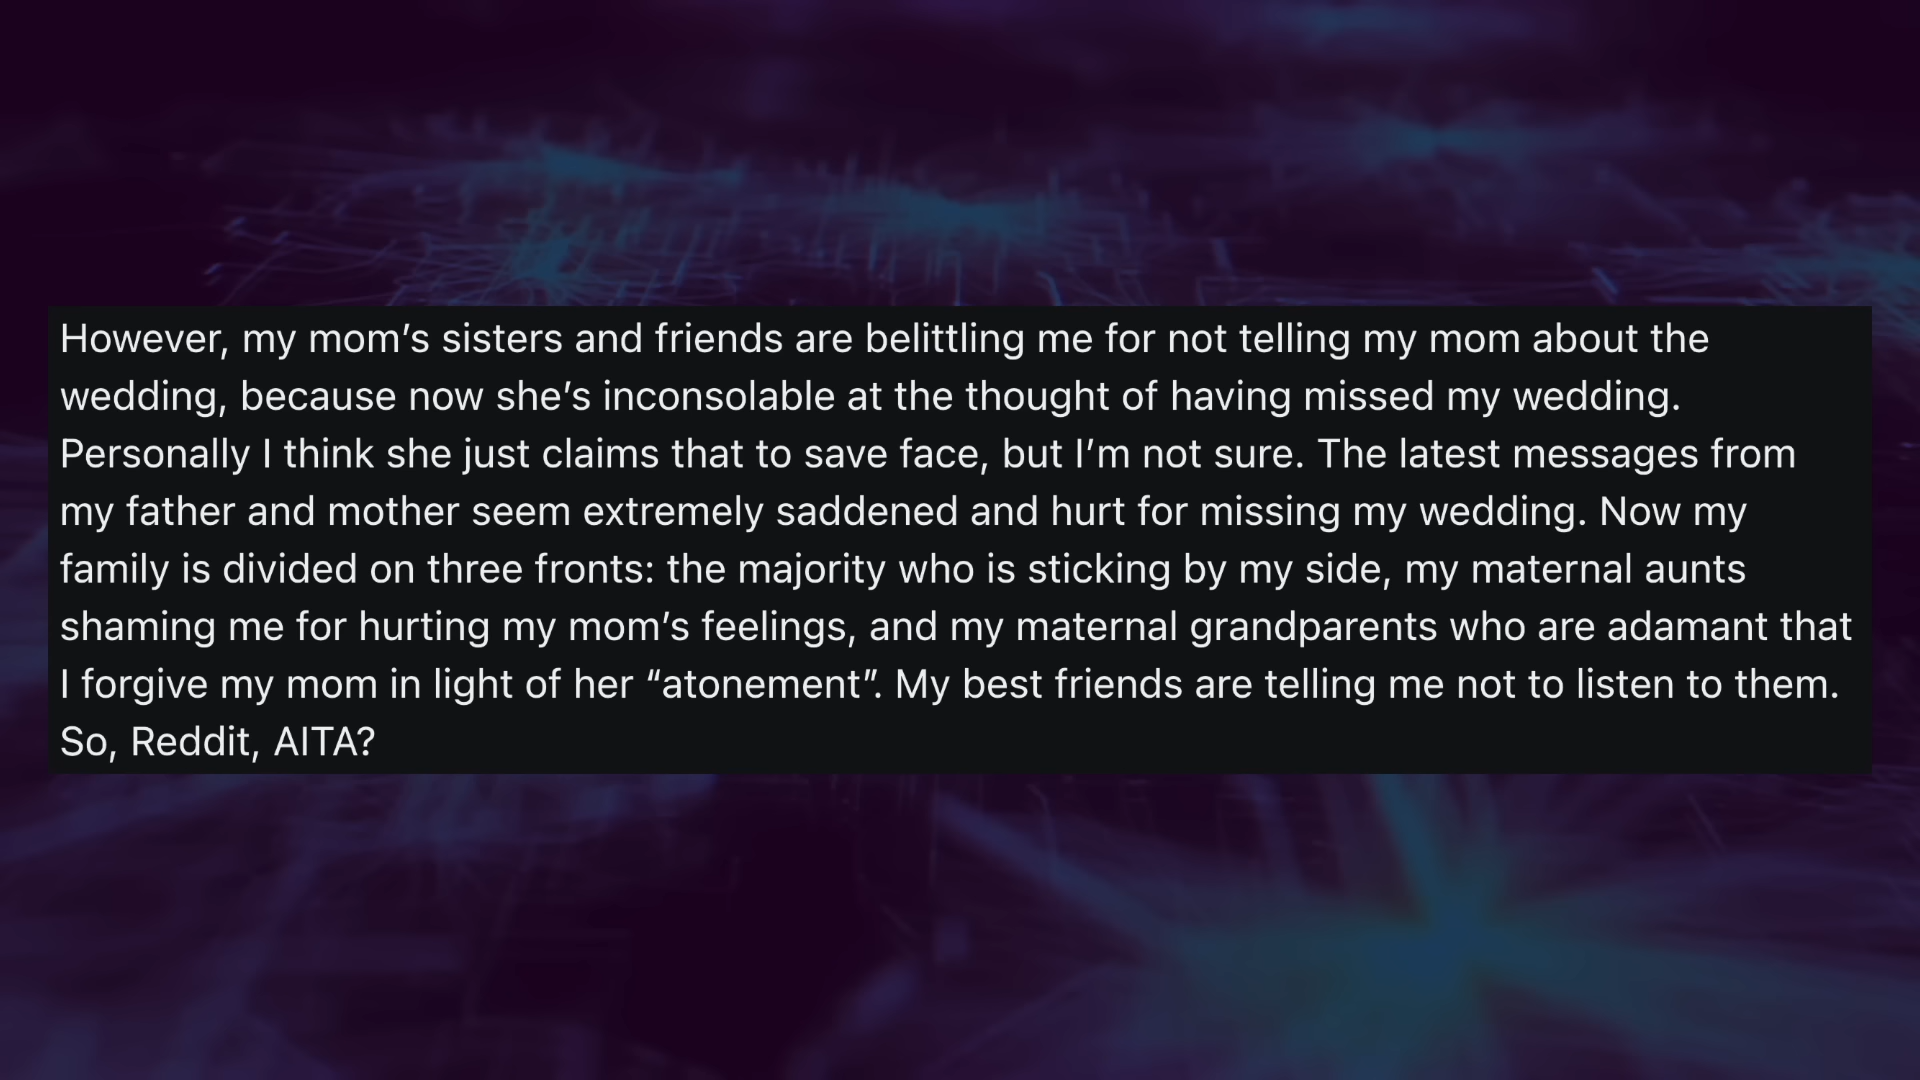 However, my mom’s sisters and friends are belittling me for not telling my mom about the
wedding, because now she’s inconsolable at the thought of having missed my wedding.
Personally I think she just claims that to save face, but I’m not sure. The latest messages from
my father and mother seem extremely saddened and hurt for missing my wedding. Now my
family is divided on three fronts: the majority who is sticking by my side, my maternal aunts
shaming me for hurting my mom’s feelings, and my maternal grandparents who are adamant that
I forgive my mom in light of her “atonement”. My best friends are telling me not to listen to them.
So, Reddit, AITA?